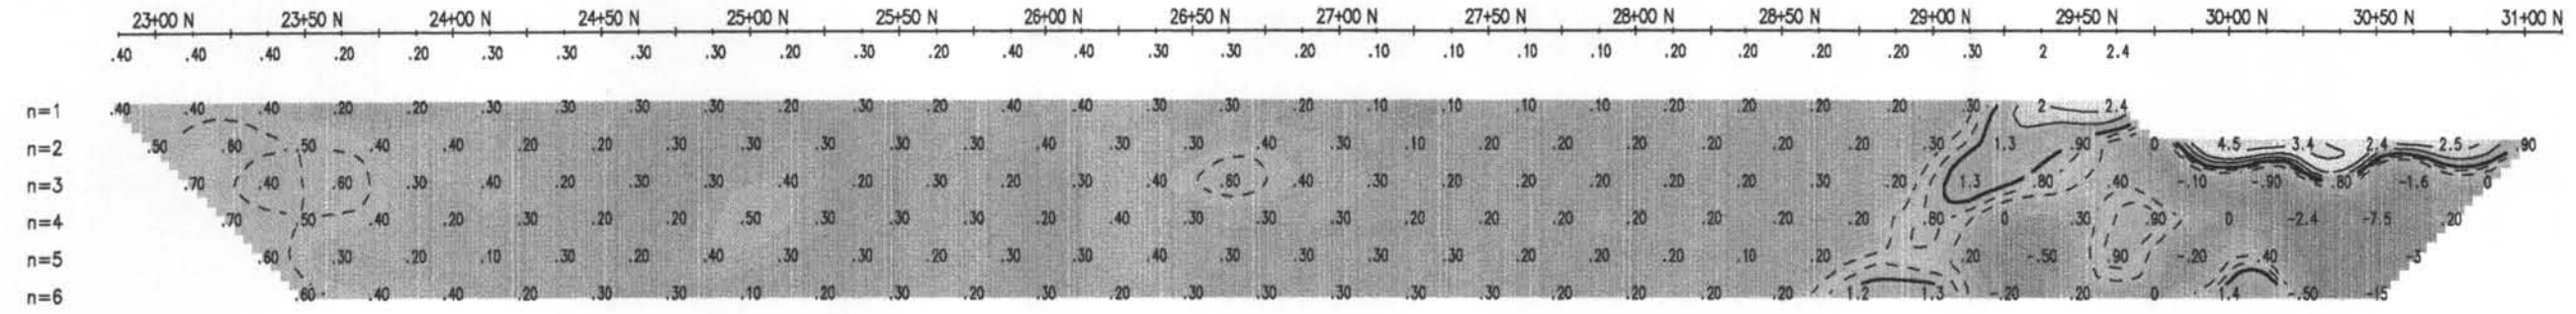 23+00 N 23+50 N 24+00 N 24+50 N 25+00 N 25+50 N 26+00 N 26+50 N 27+00 N 27+50 N 28+00 N 28+50 N 29+00 N 29+50 N 30+00 N 30+50 N 31+00 N
.40 .40 .40 .20 .20 .30 .30 .30 .30 .20 .30 .20 .40 .40 .30 .30 .20 .10 .10 .10 .10 .20 .20 .20 .20 .30 2 2.4
n=1 .40 .40 .40 .20 .20 .30 .30 .30 .30 .20 .30 .20 .40 .40 .30 .30 .20 .10 .10 .10 .10 .20 .20 .20 .20 .30 2 2.4
n=2 .50 .60 .50 .40 .40 .20 .20 .30 .30 .30 .30 .20 .20 .30 .30 .40 .30 .10 .20 .20 .20 .20 .20 .20 .30 1.3 .90 0 4.5 3.4 2.4 2.5 .90
n=3 .70 .40 .60 .30 .40 .20 .30 .30 .40 .20 .30 .20 .30 .40 .60 .40 .30 .20 .20 .20 .20 .20 .30 .20 1.3 .80 .40 -.10 -.90 .80 -1.6 0
n=4 .70 .50 .40 .20 .30 .20 .20 .50 .30 .30 .30 .20 .40 .30 .30 .30 .20 .20 .20 .20 .20 .20 .20 .60 0 .30 .90 0 -2.4 -7.5 .20
n=5 .60 .30 .20 .10 .30 .20 .40 .30 .30 .20 .30 .30 .40 .30 .30 .30 .20 .20 .20 .10 .20 .20 -.50 .90 -.20 .40 -3
n=6 .60 .40 .40 .20 .30 .30 .10 .20 .30 .20 .30 .20 .30 .30 .30 .20 .20 .20 .20 .20 1.2 1.3 -.20 .20 0 1.4 -.50 -15